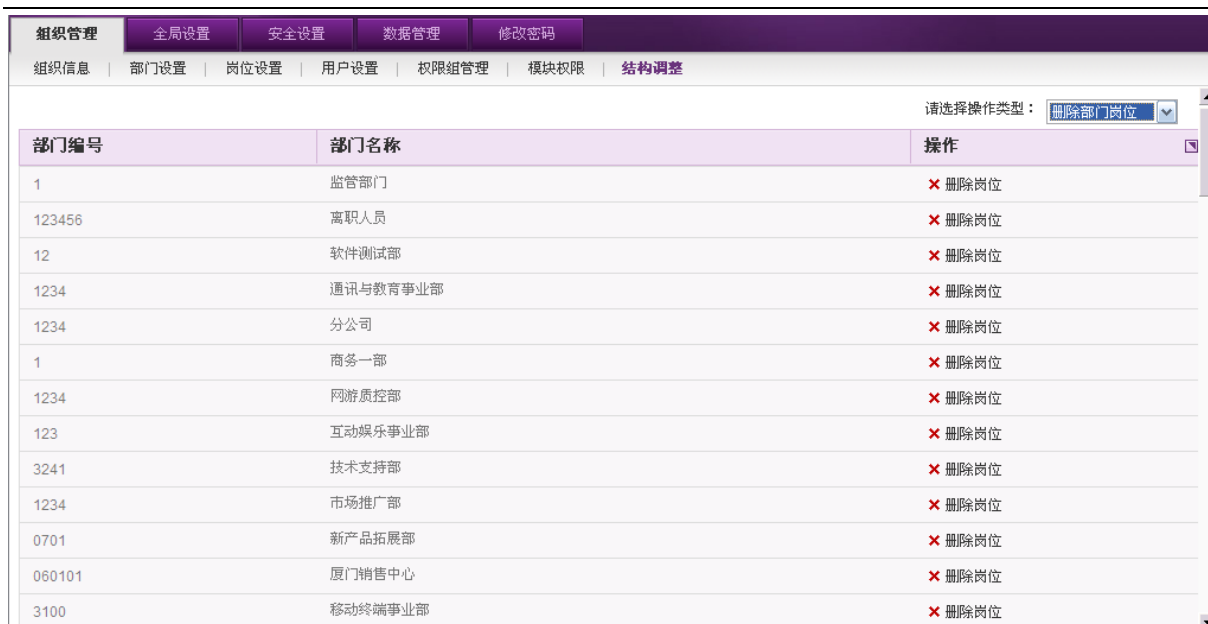 组织管理 全局设置 安全设置 数据管理 修改密码
组织信息 | 部门设置 | 岗位设置 | 用户设置 | 权限组管理 | 模块权限 | 结构调整
请选择操作类型： 删除部门岗位
部门编号 部门名称 操作
1 监管部门 删除岗位
123456 离职人员 删除岗位
12 软件测试部 删除岗位
1234 通讯与教育事业部 删除岗位
1234 分公司 删除岗位
1 商务一部 删除岗位
1234 网游质控部 删除岗位
123 互动娱乐事业部 删除岗位
3241 技术支持部 删除岗位
1234 市场推广部 删除岗位
0701 新产品拓展部 删除岗位
060101 厦门销售中心 删除岗位
3100 移动终端事业部 删除岗位